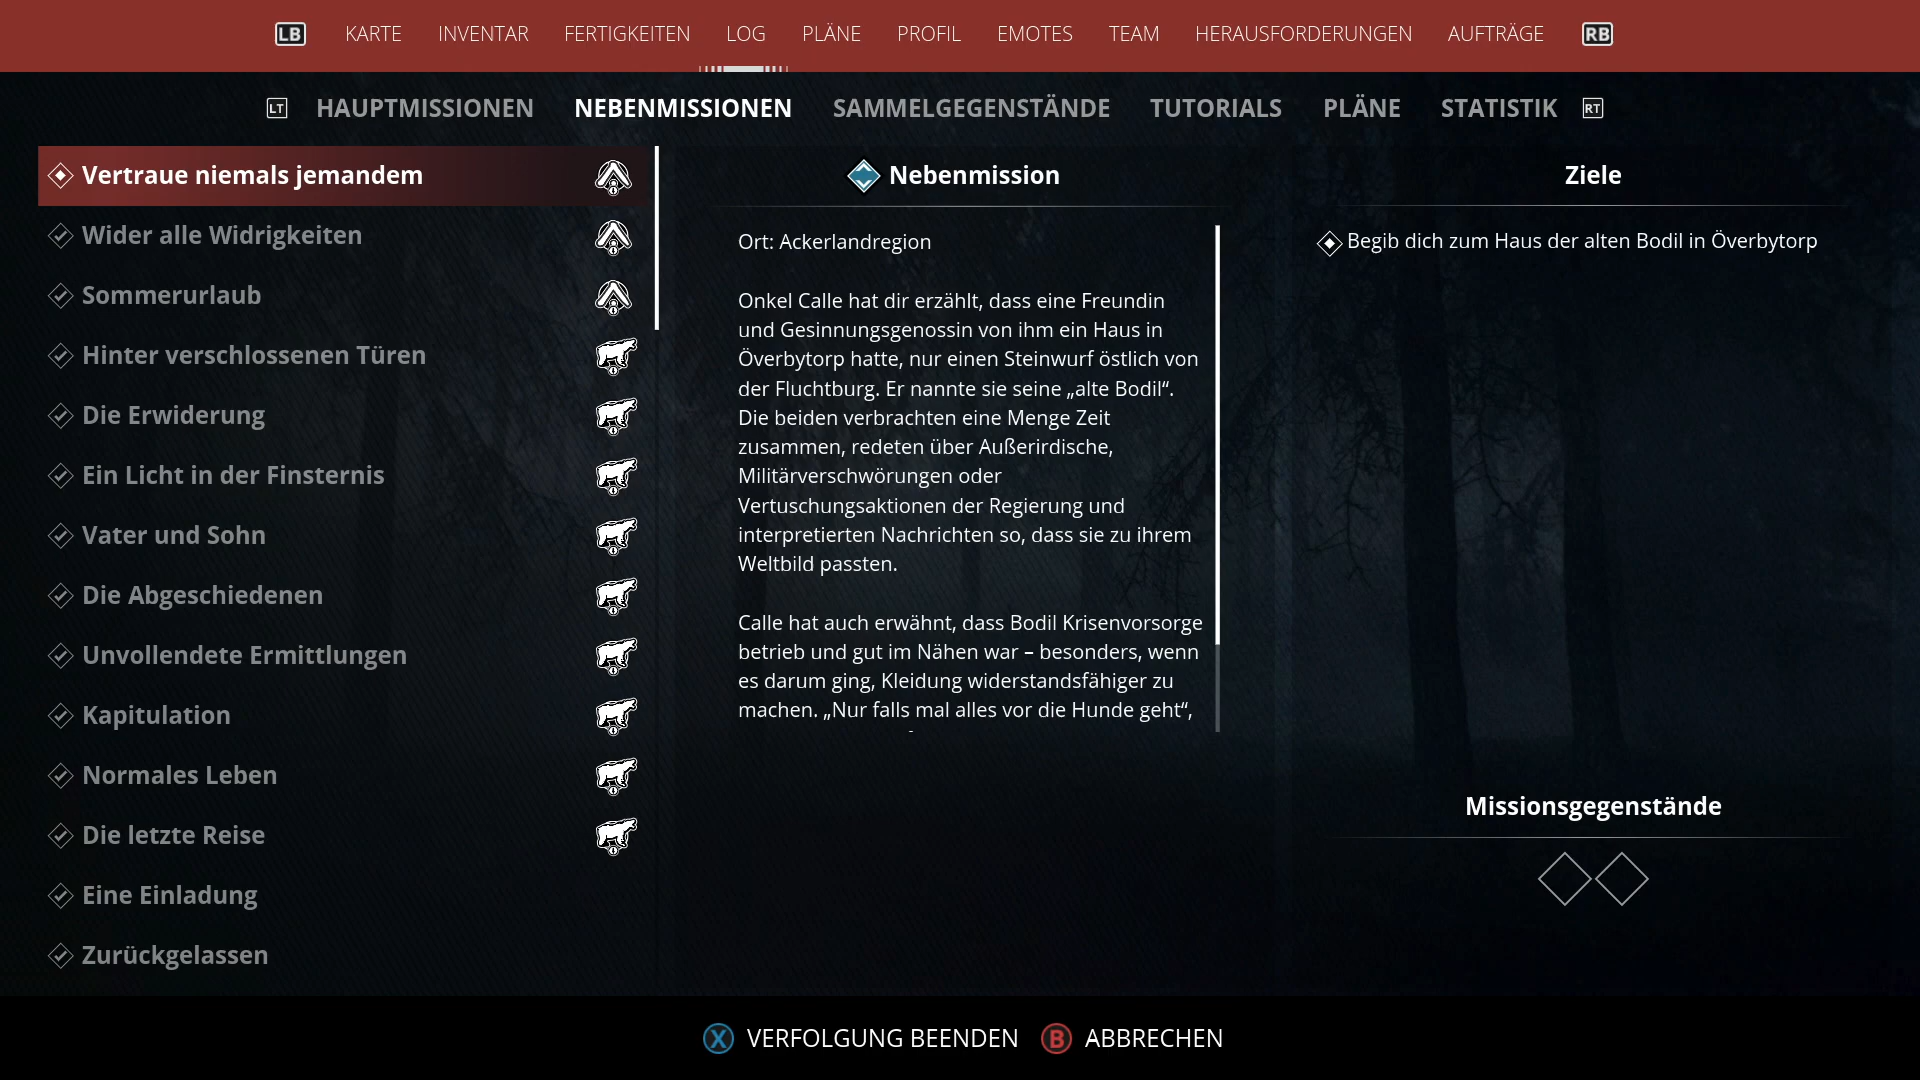 LB KARTE INVENTAR FERTIGKEITEN LOG PLÄNE PROFIL EMOTES TEAM HERAUSFORDERUNGEN AUFTRÄGE RB
LT HAUPTMISSIONEN NEBENMISSIONEN SAMMELGEGENSTÄNDE TUTORIALS PLÄNE STATISTIK RT
Vertraue niemals jemandem
Wider alle Widrigkeiten
Sommerurlaub
Hinter verschlossenen Türen
Die Erwiderung
Ein Licht in der Finsternis
Vater und Sohn
Die Abgeschiedenen
Unvollendete Ermittlungen
Kapitulation
Normales Leben
Die letzte Reise
Eine Einladung
Zurückgelassen
Nebenmission
Ort: Ackerlandregion
Onkel Calle hat dir erzählt, dass eine Freundin
und Gesinnungsgenossin von ihm ein Haus in
Överbytorp hatte, nur einen Steinwurf östlich von
der Fluchtburg. Er nannte sie seine „alte Bodil“.
Die beiden verbrachten eine Menge Zeit
zusammen, redeten über Außerirdische,
Militärverschwörungen oder
Vertuschungsaktionen der Regierung und
interpretierten Nachrichten so, dass sie zu ihrem
Weltbild passten.
Calle hat auch erwähnt, dass Bodil Krisenvorsorge
betrieb und gut im Nähen war – besonders, wenn
es darum ging, Kleidung widerstandsfähiger zu
machen. „Nur falls mal alles vor die Hunde geht“,
Ziele
Begib dich zum Haus der alten Bodil in Överbytorp
Missionsgegenstände
X VERFOLGUNG BEENDEN B ABBRECHEN